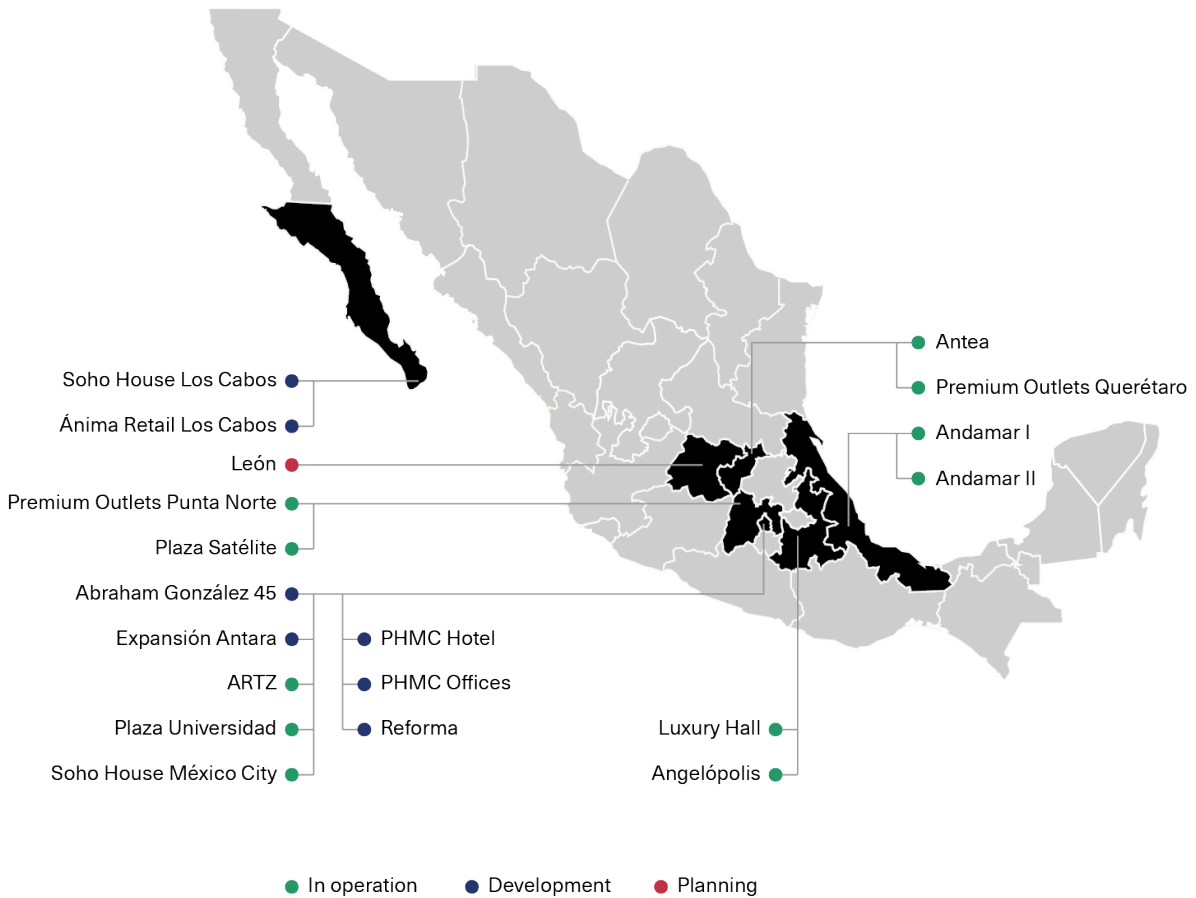 Soho House Los Cabos
Ánima Retail Los Cabos
León
Premium Outlets Punta Norte
Plaza Satélite
Abraham González 45
Expansión Antara
ARTZ
Plaza Universidad
Soho House México City
PHMC Hotel
PHMC Offices
Reforma
Luxury Hall
Angelópolis
Antea
Premium Outlets Querétaro
Andamar I
Andamar II
In operation
Development
Planning